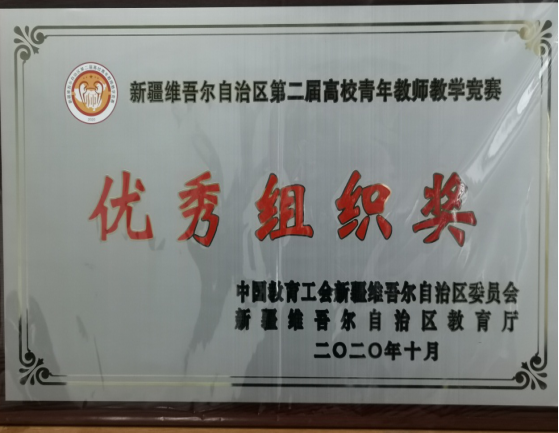 新疆维吾尔自治区第二届高校青年教师教学竞赛
优秀组织奖
中国教育工会新疆维吾尔自治区委员会
新疆维吾尔自治区教育厅
二〇二〇年十月